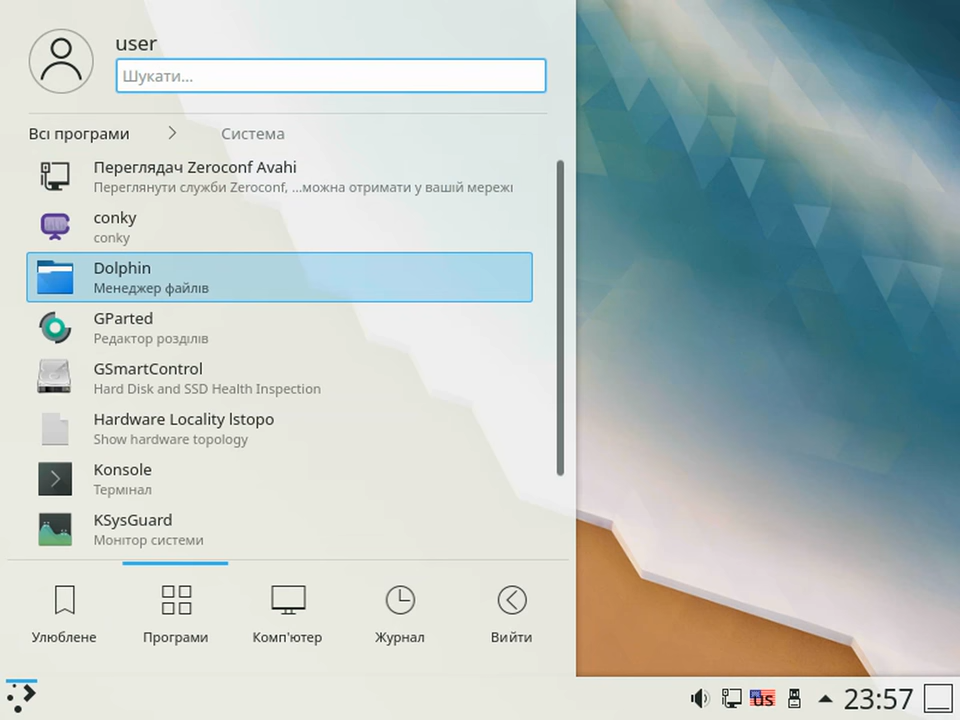 user
Шукати...
Всі програми
Система
Переглядач Zeroconf Avahi
Переглянути служби Zeroconf, ...можна отримати у вашій мережі
conky
conky
Dolphin
Менеджер файлів
GParted
Редактор розділів
GSmartControl
Hard Disk and SSD Health Inspection
Hardware Locality lstopo
Show hardware topology
Konsole
Термінал
KSysGuard
Монітор системи
Улюблене
Програми
Комп'ютер
Журнал
Вийти
us
23:57